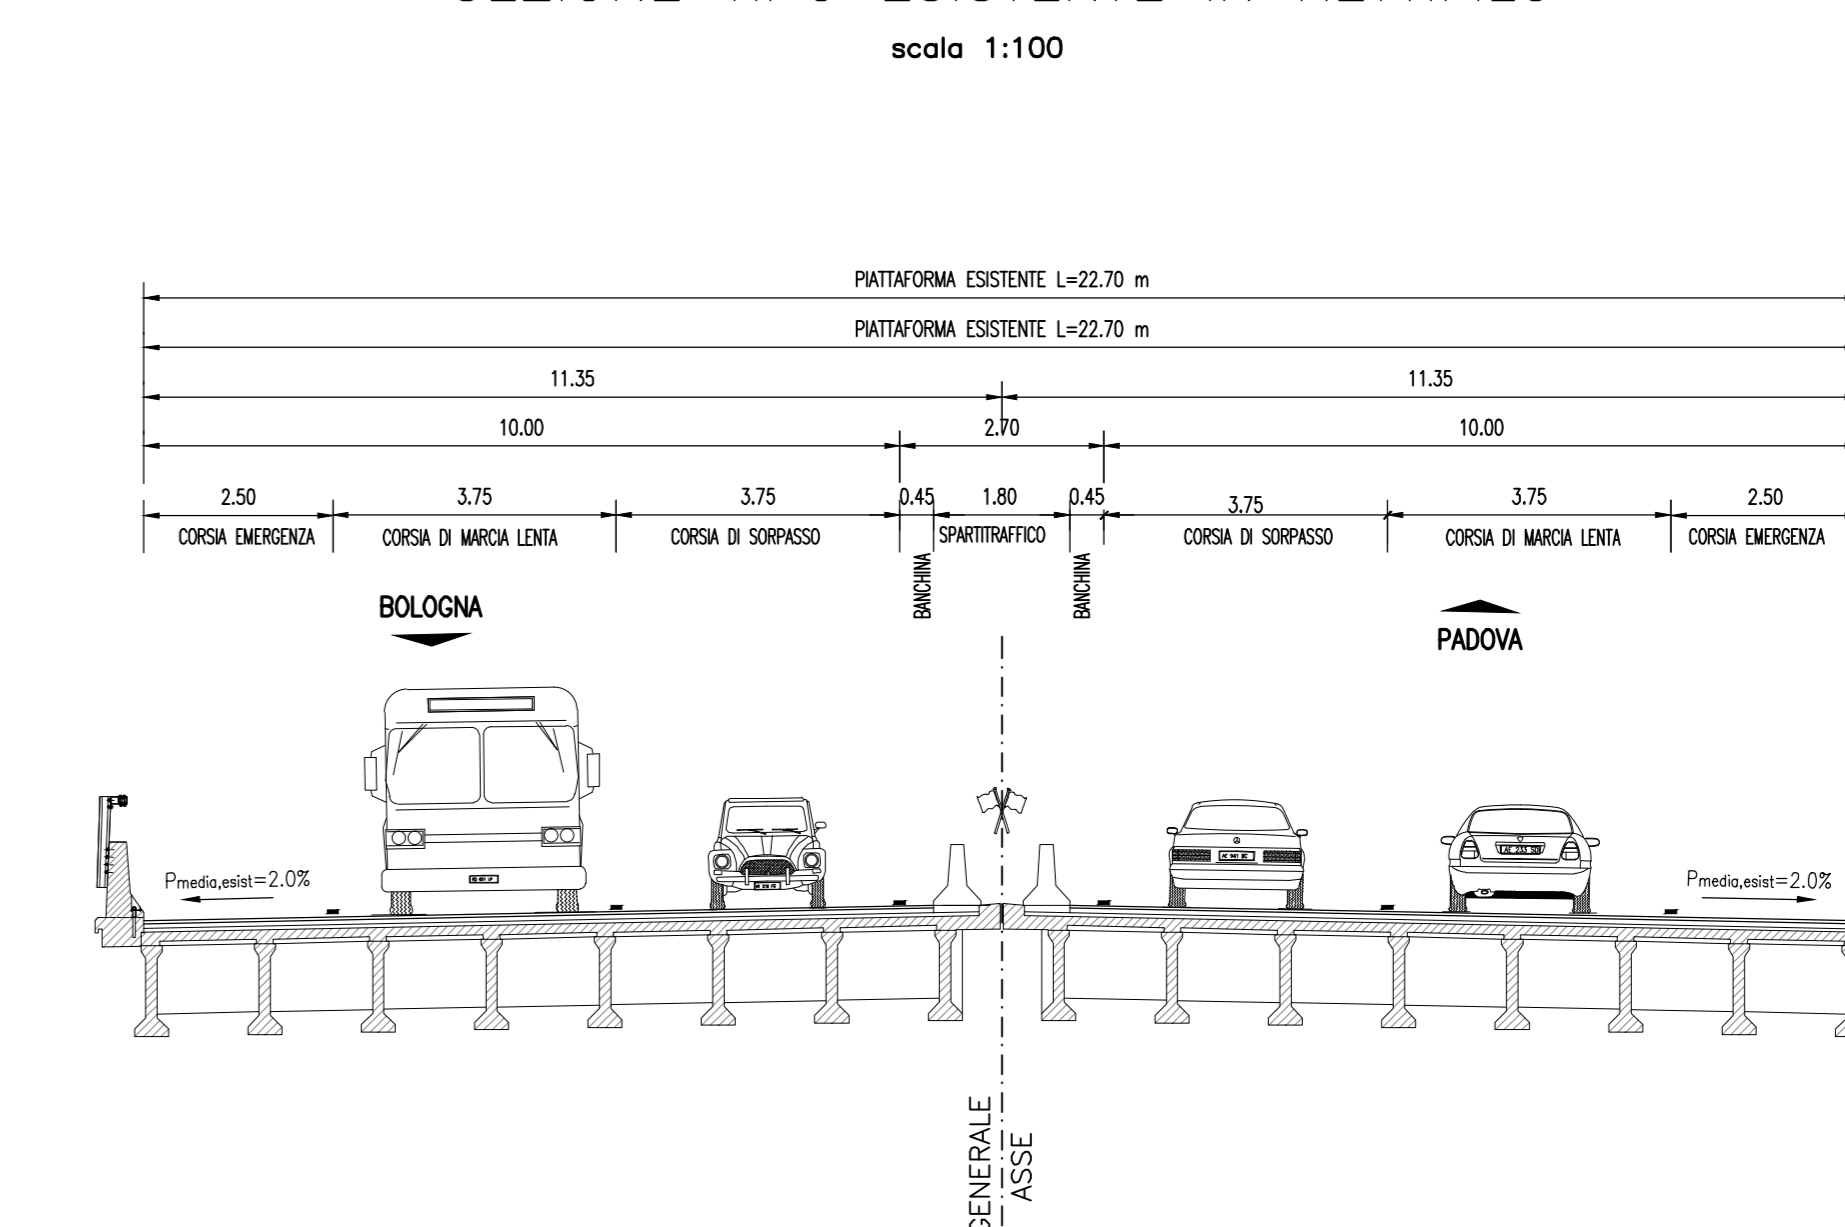 scala 1:100
PIATTAFORMA ESISTENTE L=22.70 m
PIATTAFORMA ESISTENTE L=22.70 m
11.35 11.35
10.00 2.70 10.00
2.50 3.75 3.75 0.45 1.80 0.45 3.75 3.75 2.50
CORSIA EMERGENZA CORSIA DI MARCIA LENTA CORSIA DI SORPASSO SPARTITRAFFICO CORSIA DI SORPASSO CORSIA DI MARCIA LENTA CORSIA EMERGENZA
BANCHINA BANCHINA
BOLOGNA
PADOVA
Pmedia,esist=2.0%
Pmedia,esist=2.0%
AE 233 SD
GENERALE
ASSE